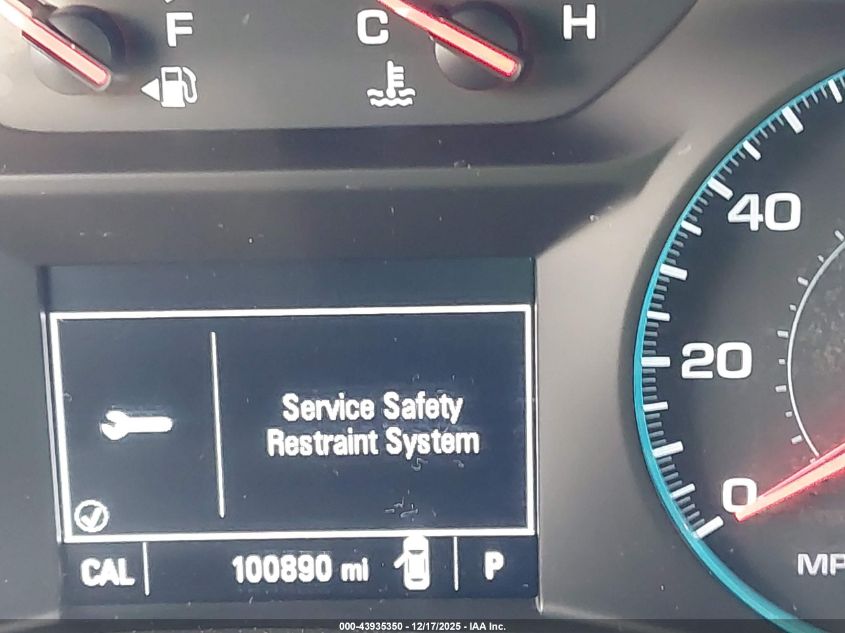 F
C
H
40
20
0
MP
Service Safety
Restraint System
CAL
100890 mi
P
000-43935350 - 12/17/2025 - IAA Inc.